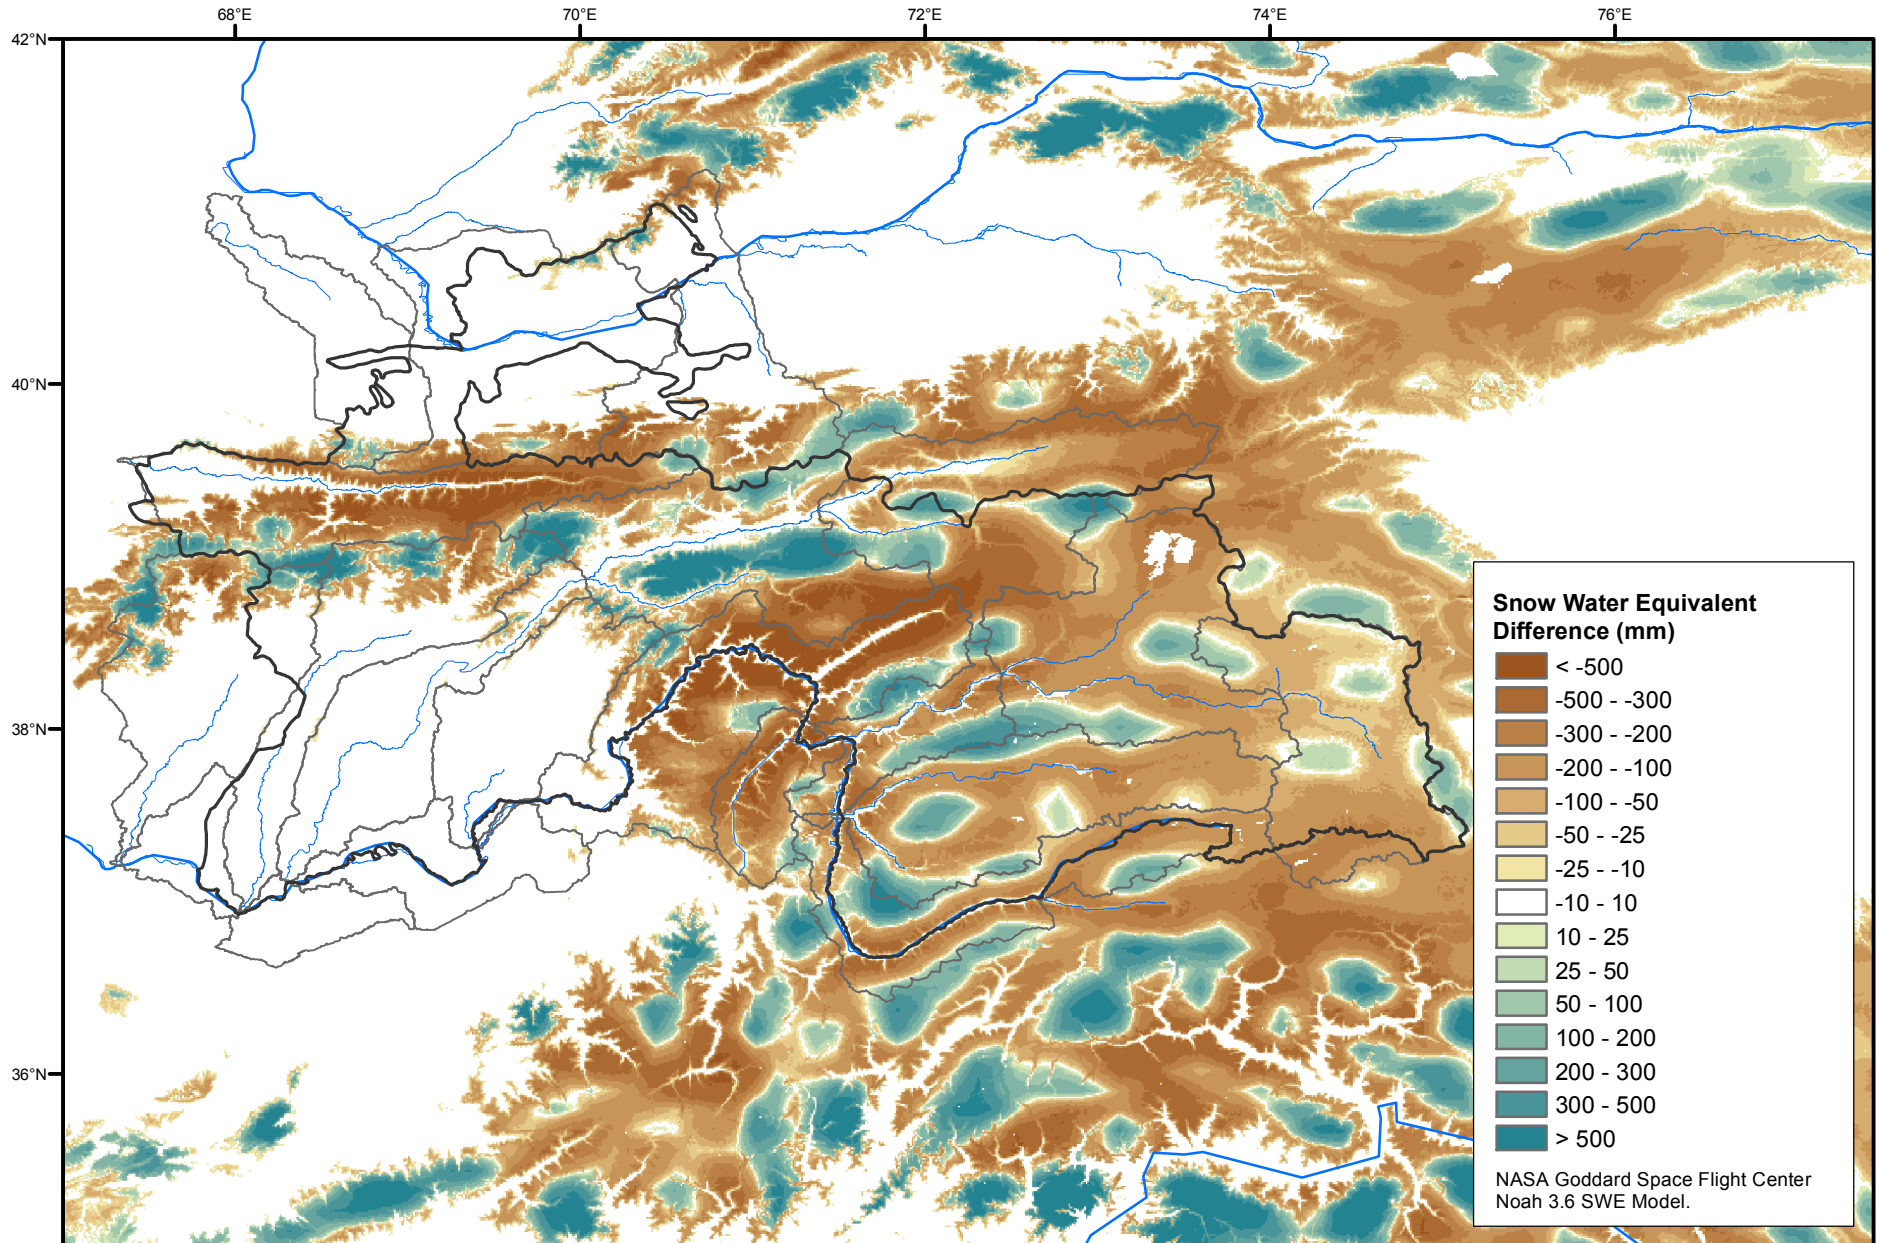 68°E 70°E 72°E 74°E 76°E
42°N
40°N
38°N
36°N
Snow Water Equivalent
Difference (mm)
< -500
-500 - -300
-300 - -200
-200 - -100
-100 - -50
-50 - -25
-25 - -10
-10 - 10
10 - 25
25 - 50
50 - 100
100 - 200
200 - 300
300 - 500
> 500
NASA Goddard Space Flight Center
Noah 3.6 SWE Model.